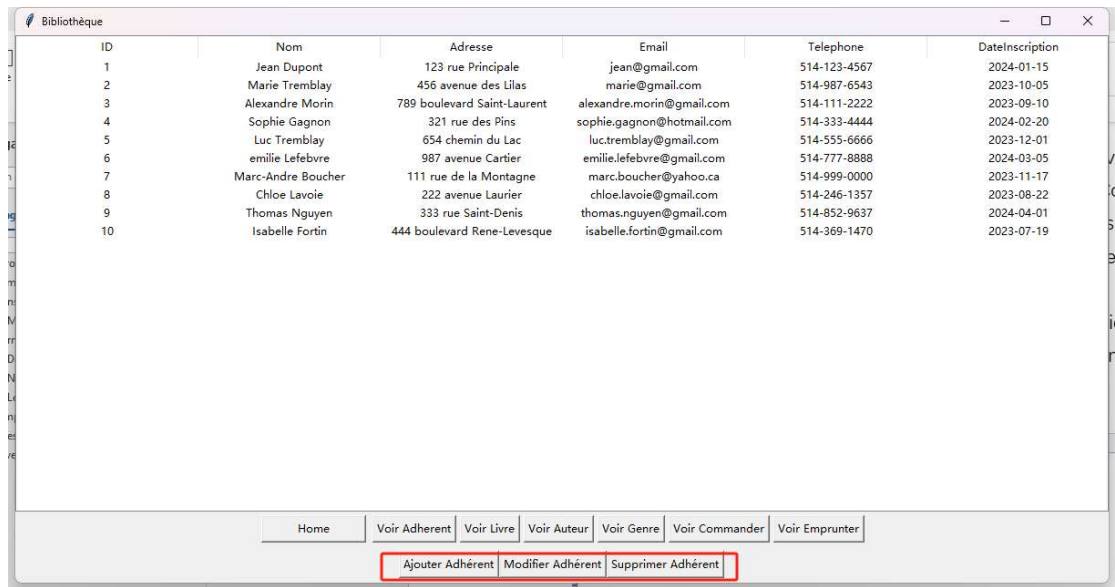 Bibliothèque
ID Nom Adresse Email Telephone DateInscription
1 Jean Dupont 123 rue Principale jean@gmail.com 514-123-4567 2024-01-15
2 Marie Tremblay 456 avenue des Lilas marie@gmail.com 514-987-6543 2023-10-05
3 Alexandre Morin 789 boulevard Saint-Laurent alexandre.morin@gmail.com 514-111-2222 2023-09-10
4 Sophie Gagnon 321 rue des Pins sophie.gagnon@hotmail.com 514-333-4444 2024-02-20
5 Luc Tremblay 654 chemin du Lac luc.tremblay@gmail.com 514-555-6666 2023-12-01
6 emilie Lefebvre 987 avenue Cartier emilie.lefebvre@gmail.com 514-777-8888 2024-03-05
7 Marc-Andre Boucher 111 rue de la Montagne marc.boucher@yahoo.ca 514-999-0000 2023-11-17
8 Chloe Lavoie 222 avenue Laurier chloe.lavoie@gmail.com 514-246-1357 2023-08-22
9 Thomas Nguyen 333 rue Saint-Denis thomas.nguyen@gmail.com 514-852-9637 2024-04-01
10 Isabelle Fortin 444 boulevard Rene-Levesque isabelle.fortin@gmail.com 514-369-1470 2023-07-19
Home Voir Adherent Voir Livre Voir Auteur Voir Genre Voir Commander Voir Emprunter
Ajouter Adhérent Modifier Adhérent Supprimer Adhérent